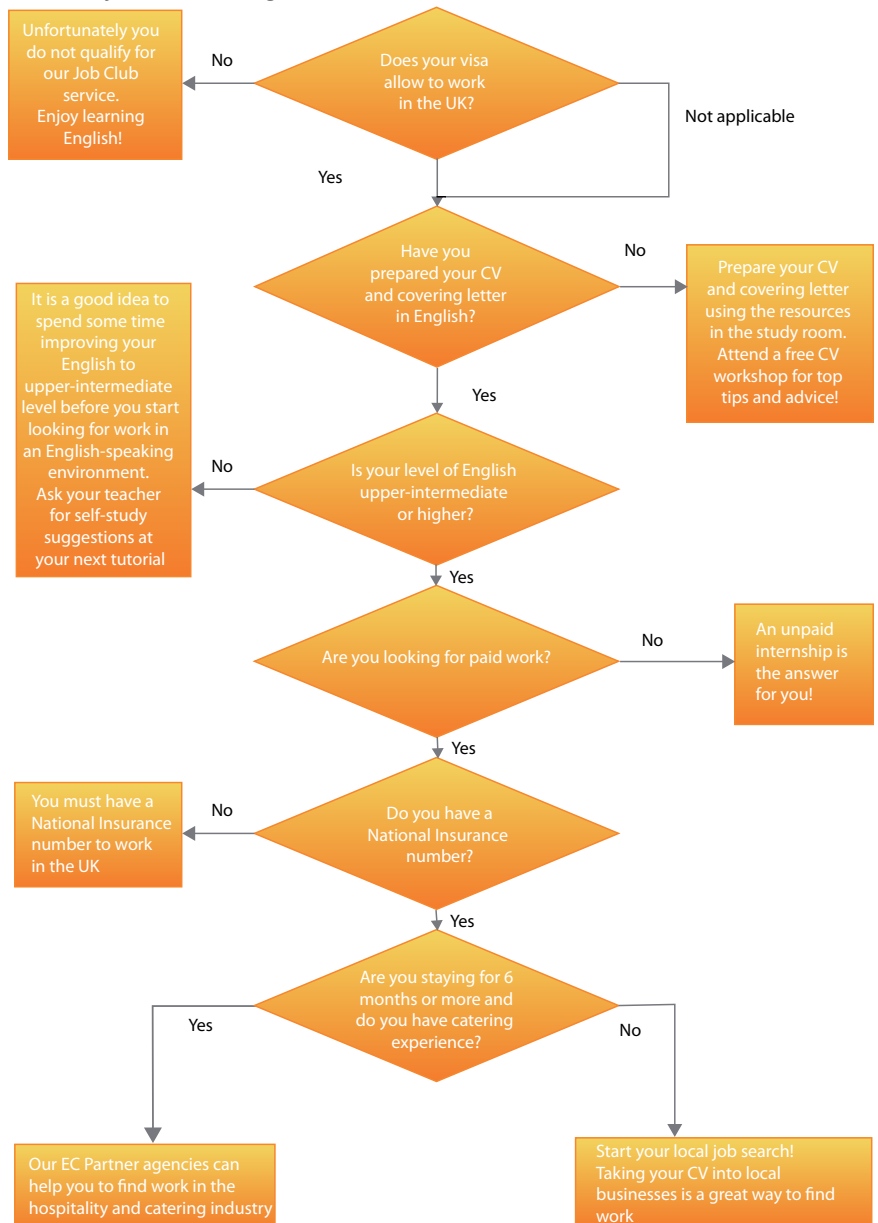 Unfortunately you
do not qualify for
our Job Club
service.
Enjoy learning
English!
No
Does your visa
allow to work
in the UK?
Not applicable
Yes
Have you
prepared your CV
and covering letter
in English?
No
Prepare your CV
and covering letter
using the resources
in the study room.
Attend a free CV
workshop for top
tips and advice!
It is a good idea to
spend some time
improving your
English to
upper-intermediate
level before you start
looking for work in
an English-speaking
environment.
Ask your teacher
for self-study
suggestions at
your next tutorial
Yes
No
Is your level of English
upper-intermediate
or higher?
Yes
Are you looking for paid work?
No
An unpaid
internship is
the answer
for you!
Yes
You must have a
National Insurance
number to work
in the UK
No
Do you have a
National Insurance
number?
Yes
Are you staying for 6
months or more and
do you have catering
experience?
Yes
No
Our EC Partner agencies can
help you to find work in the
hospitality and catering industry
Start your local job search!
Taking your CV into local
businesses is a great way to find
work